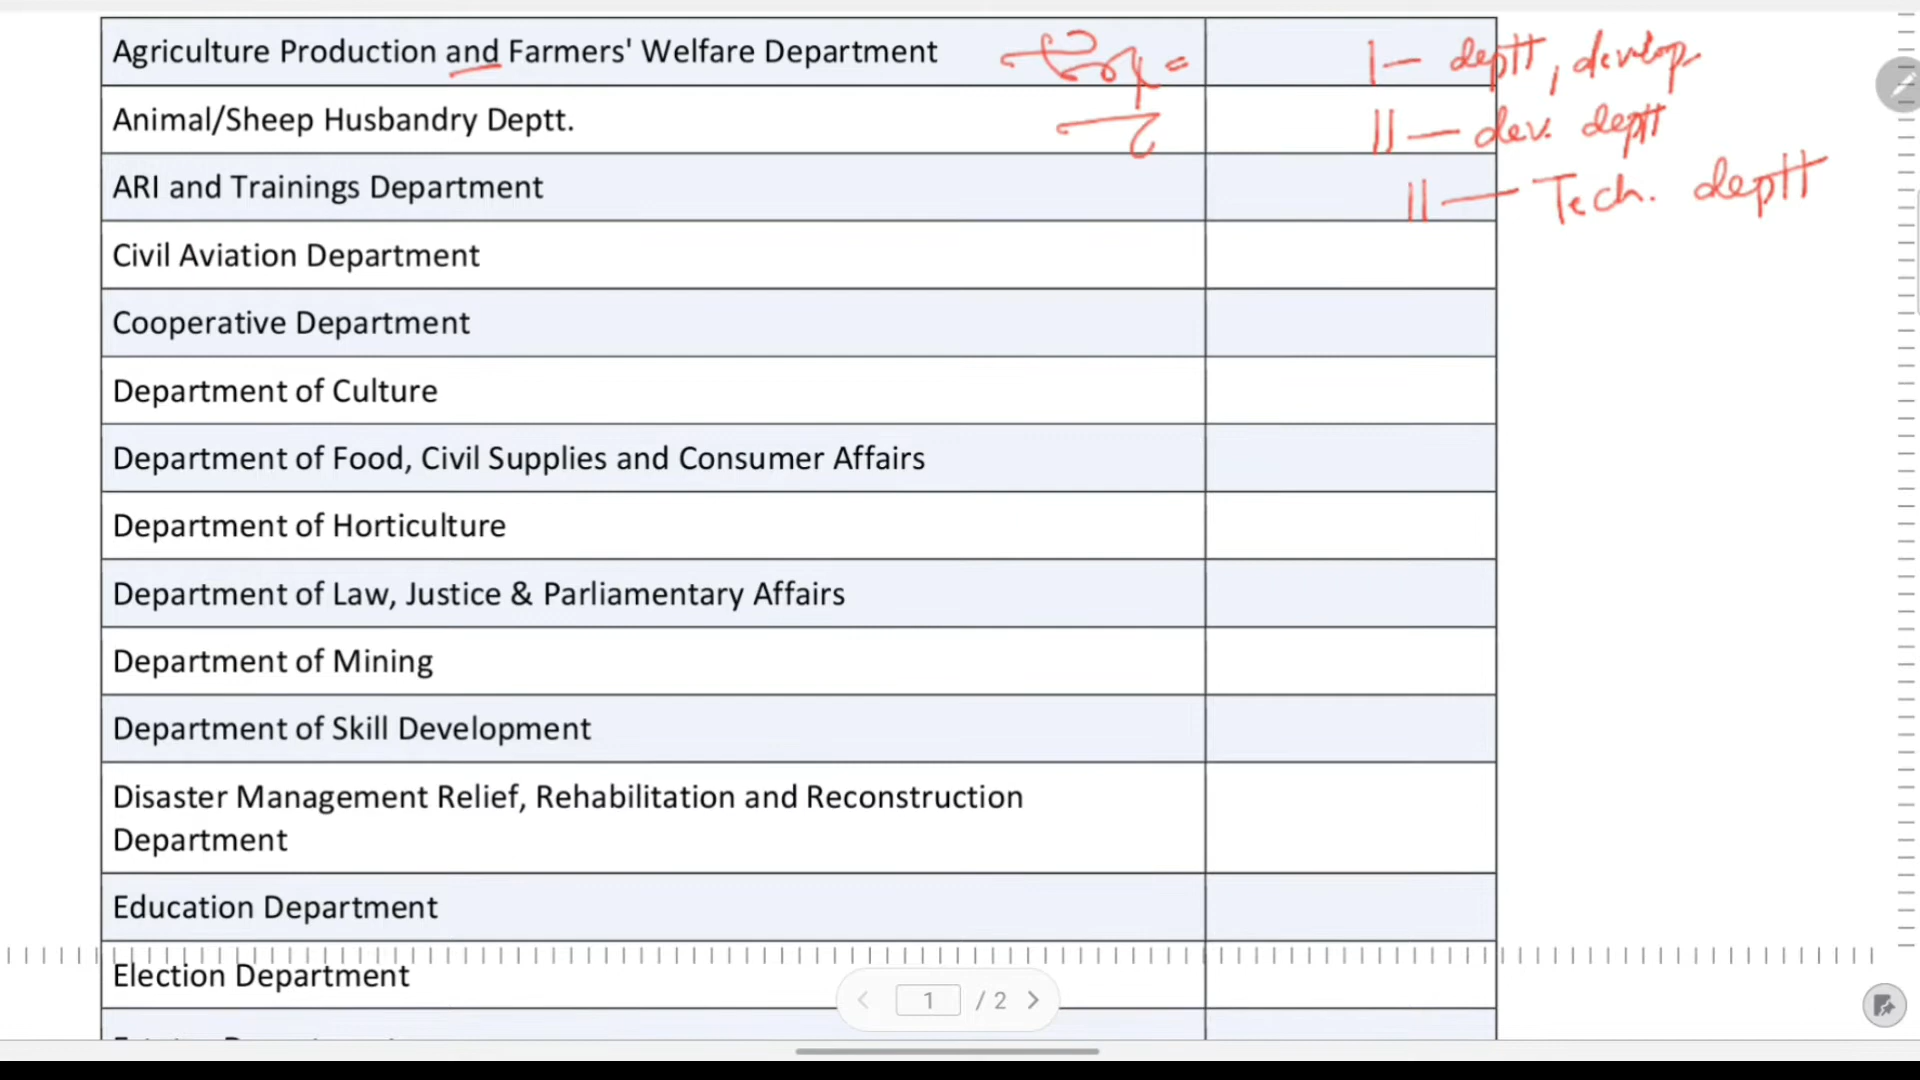 Agriculture Production and Farmers' Welfare Department
I — deptt, develop
Animal/Sheep Husbandry Deptt.
II — dev. deptt
ARI and Trainings Department
II — Tech. deptt
Civil Aviation Department
Cooperative Department
Department of Culture
Department of Food, Civil Supplies and Consumer Affairs
Department of Horticulture
Department of Law, Justice & Parliamentary Affairs
Department of Mining
Department of Skill Development
Disaster Management Relief, Rehabilitation and Reconstruction
Department
Education Department
Election Department
1 / 2